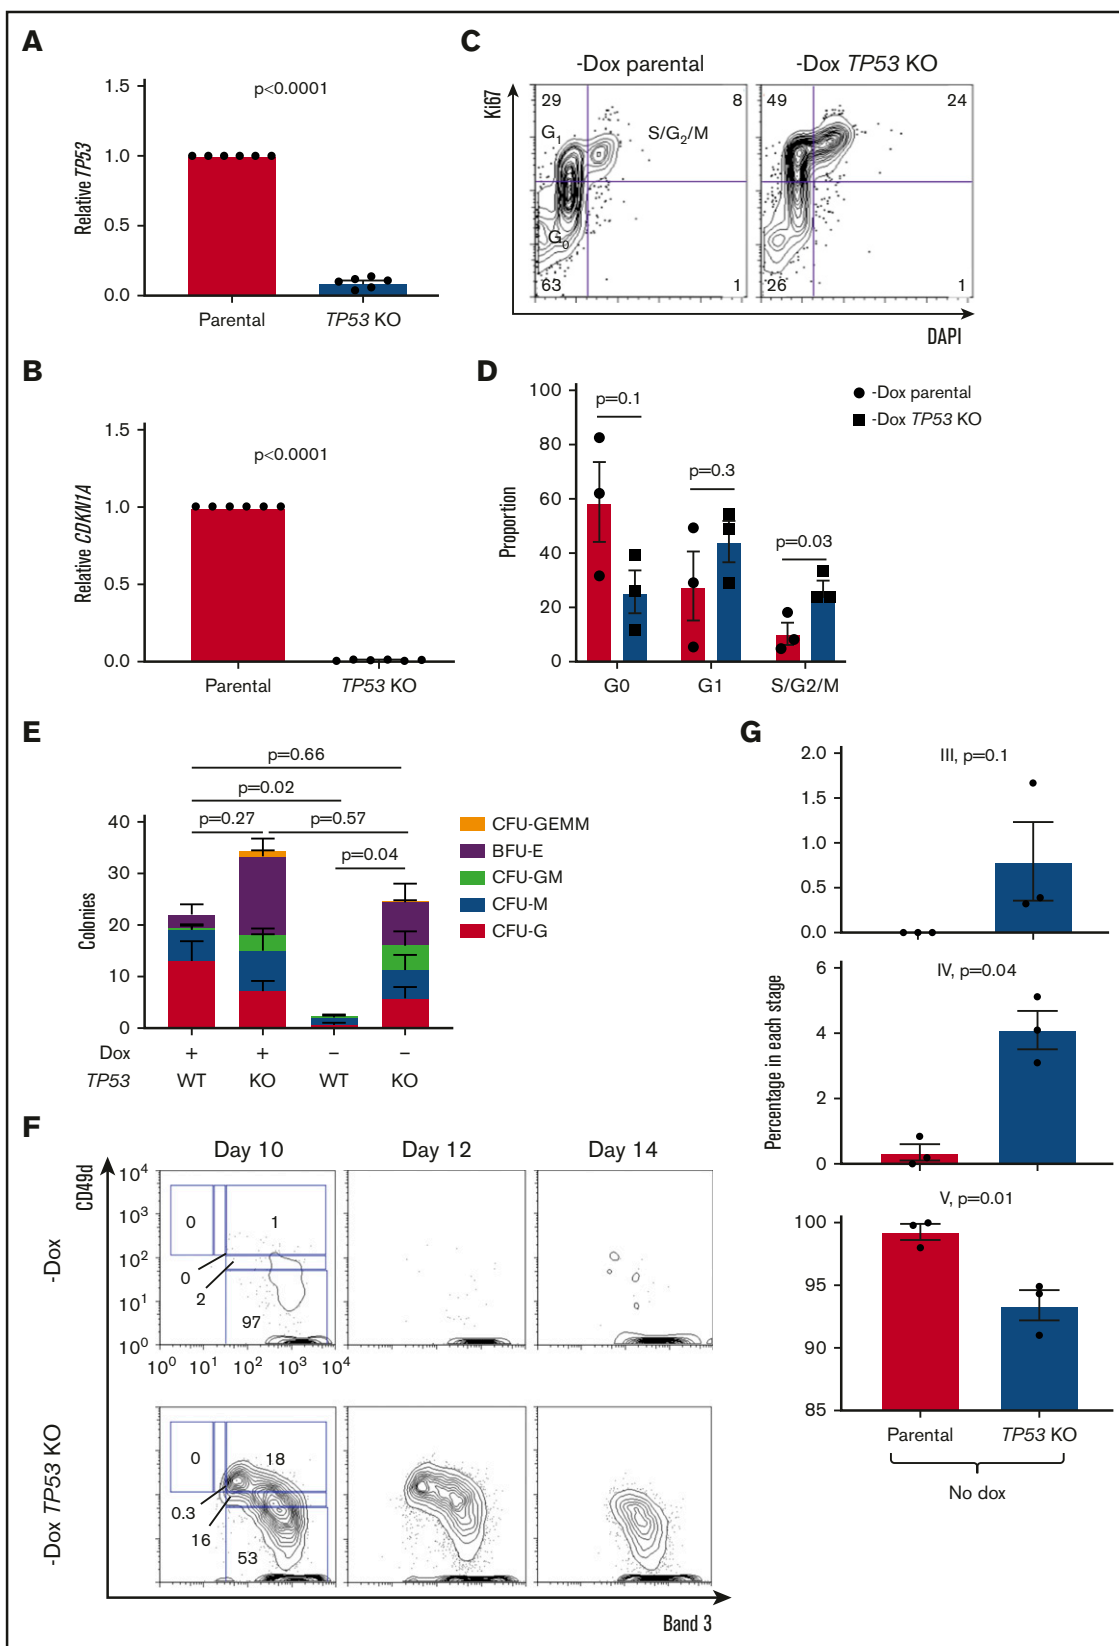 A
1.5
1.0
0.5
0.0
Relative TP53
p<0.0001
Parental
TP53 KO
B
1.5
1.0
0.5
0.0
Relative CDKN1A
p<0.0001
Parental
TP53 KO
C
-Dox parental
-Dox TP53 KO
Ki67
29
8
G1
S/G2/M
G0
63
1
49
24
26
1
DAPI
D
100
80
60
40
20
0
Proportion
p=0.1
p=0.3
p=0.03
G0
G1
S/G2/M
-Dox parental
-Dox TP53 KO
E
p=0.66
p=0.02
p=0.27
p=0.57
p=0.04
40
30
20
10
0
Colonies
CFU-GEMM
BFU-E
CFU-GM
CFU-M
CFU-G
Dox + + – –
TP53 WT KO WT KO
F
Day 10
Day 12
Day 14
CD49d
-Dox
10⁴
10³
10²
10¹
10⁰
0
1
0
2
97
10⁰ 10¹ 10² 10³ 10⁴
-Dox TP53 KO
0
18
0.3
16
53
Band 3
G
2.0
1.5
1.0
0.5
0.0
III, p=0.1
6
4
2
0
IV, p=0.04
Percentage in each stage
100
95
90
85
V, p=0.01
Parental
TP53 KO
No dox